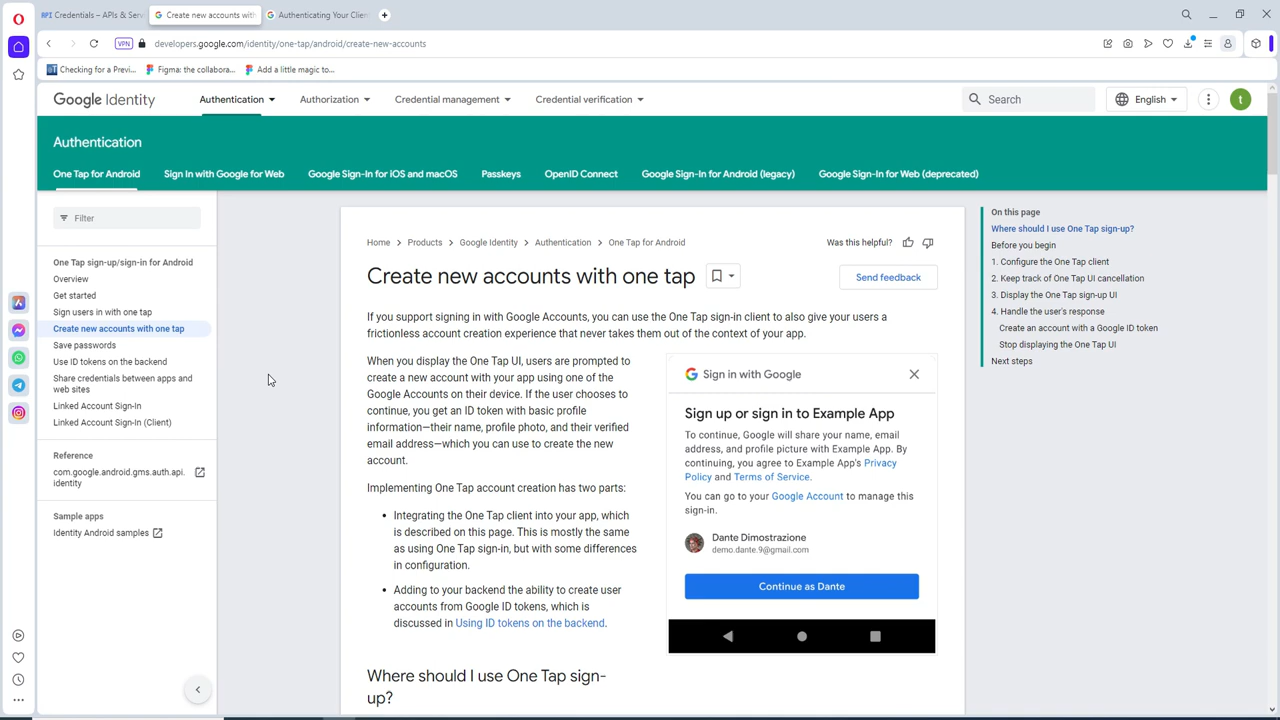 API Credentials – APIs & Serv
Create new accounts with
Authenticating Your Clie
VPN
developers.google.com/identity/one-tap/android/create-new-accounts
Checking for a Previ...
Figma: the collabora...
Add a little magic to...
Google Identity
Authentication
Authorization
Credential management
Credential verification
Search
English
t
Authentication
One Tap for Android
Sign In with Google for Web
Google Sign-In for iOS and macOS
Passkeys
OpenID Connect
Google Sign-In for Android (legacy)
Google Sign-In for Web (deprecated)
Filter
One Tap sign-up/sign-in for Android
Overview
Get started
Sign users in with one tap
Create new accounts with one tap
Save passwords
Use ID tokens on the backend
Share credentials between apps and
web sites
Linked Account Sign-In
Linked Account Sign-In (Client)
Reference
com.google.android.gms.auth.api.
identity
Sample apps
Identity Android samples
Home > Products > Google Identity > Authentication > One Tap for Android
Was this helpful?
Create new accounts with one tap
Send feedback
If you support signing in with Google Accounts, you can use the One Tap sign-in client to also give your users a
frictionless account creation experience that never takes them out of the context of your app.
When you display the One Tap UI, users are prompted to
create a new account with your app using one of the
Google Accounts on their device. If the user chooses to
continue, you get an ID token with basic profile
information—their name, profile photo, and their verified
email address—which you can use to create the new
account.
Implementing One Tap account creation has two parts:
• Integrating the One Tap client into your app, which
is described on this page. This is mostly the same
as using One Tap sign-in, but with some differences
in configuration.
• Adding to your backend the ability to create user
accounts from Google ID tokens, which is
discussed in Using ID tokens on the backend.
Where should I use One Tap sign-
up?
Sign in with Google
Sign up or sign in to Example App
To continue, Google will share your name, email
address, and profile picture with Example App. By
continuing, you agree to Example App's Privacy
Policy and Terms of Service.
You can go to your Google Account to manage this
sign-in.
Dante Dimostrazione
demo.dante.9@gmail.com
Continue as Dante
On this page
Where should I use One Tap sign-up?
Before you begin
1. Configure the One Tap client
2. Keep track of One Tap UI cancellation
3. Display the One Tap sign-up UI
4. Handle the user's response
Create an account with a Google ID token
Stop displaying the One Tap UI
Next steps